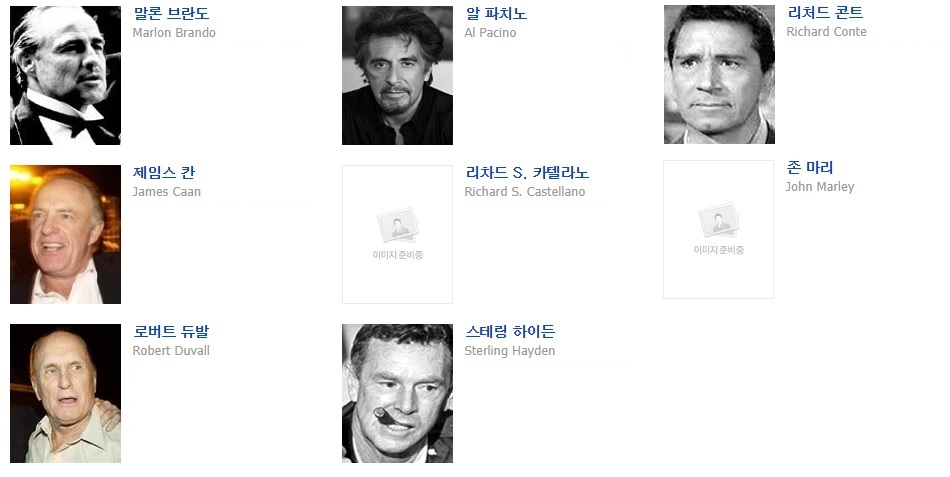 말론 브란도
Marlon Brando
알 파치노
Al Pacino
리처드 콘트
Richard Conte
제임스 칸
James Caan
리차드 S. 카텔라노
Richard S. Castellano
이미지 준비중
존 마리
John Marley
이미지 준비중
로버트 듀발
Robert Duvall
스테링 하이든
Sterling Hayden